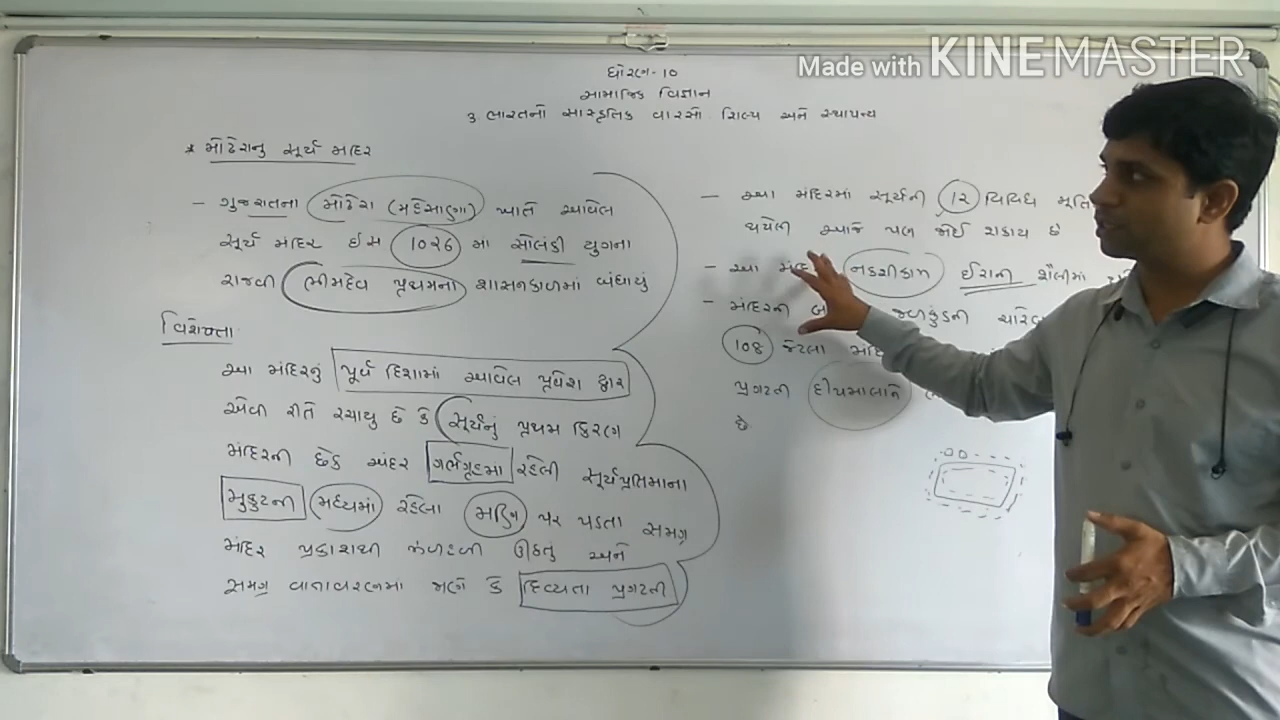 Made with KINEMASTER
ધોરણ-10
સામાજિક વિજ્ઞાન
3 ભારતનો સાંસ્કૃતિક વારસો શિલ્પ અને સ્થાપત્ય
* મોઢેરાનુ સૂર્ય મંદિર
– ગુજરાતના મોઢેરા (મહેસાણા) ખાતે આવેલ
સૂર્ય મંદિર ઇસ 1026 માં સોલંકી યુગના
રાજવી ભીમદેવ પ્રથમના શાસનકાળમાં બંધાયું
વિશેષતા
આ મંદિરનું પૂર્વ દિશામાં આવેલ પ્રવેશ દ્વાર
એવી રીતે રચાયુ છે કે સૂર્યનું પ્રથમ કિરણ
મંદિરની છેક અંદર ગર્ભગૃહમા રહેલી સૂર્યપ્રતિમાના
મુકુટની મધ્યમાં રહેલા મણિ પર પડતા સમગ્ર
મંદિર પ્રકાશથી ઝળહળી ઊઠતું અને
સમગ્ર વાતાવરણમાં જાણે કે દિવ્યતા પ્રગટતી
– આ મંદિરમાં સૂર્યની 12 વિવિધ મૂર્તિ
થયેલી આજે પણ જોઈ શકાય છે
– આ નકશીકામ ઈરાની શૈલીમાં
– મંદિરની જળકુંડની
108 જેટલા
પ્રગટતી દીપમાલાને
છે